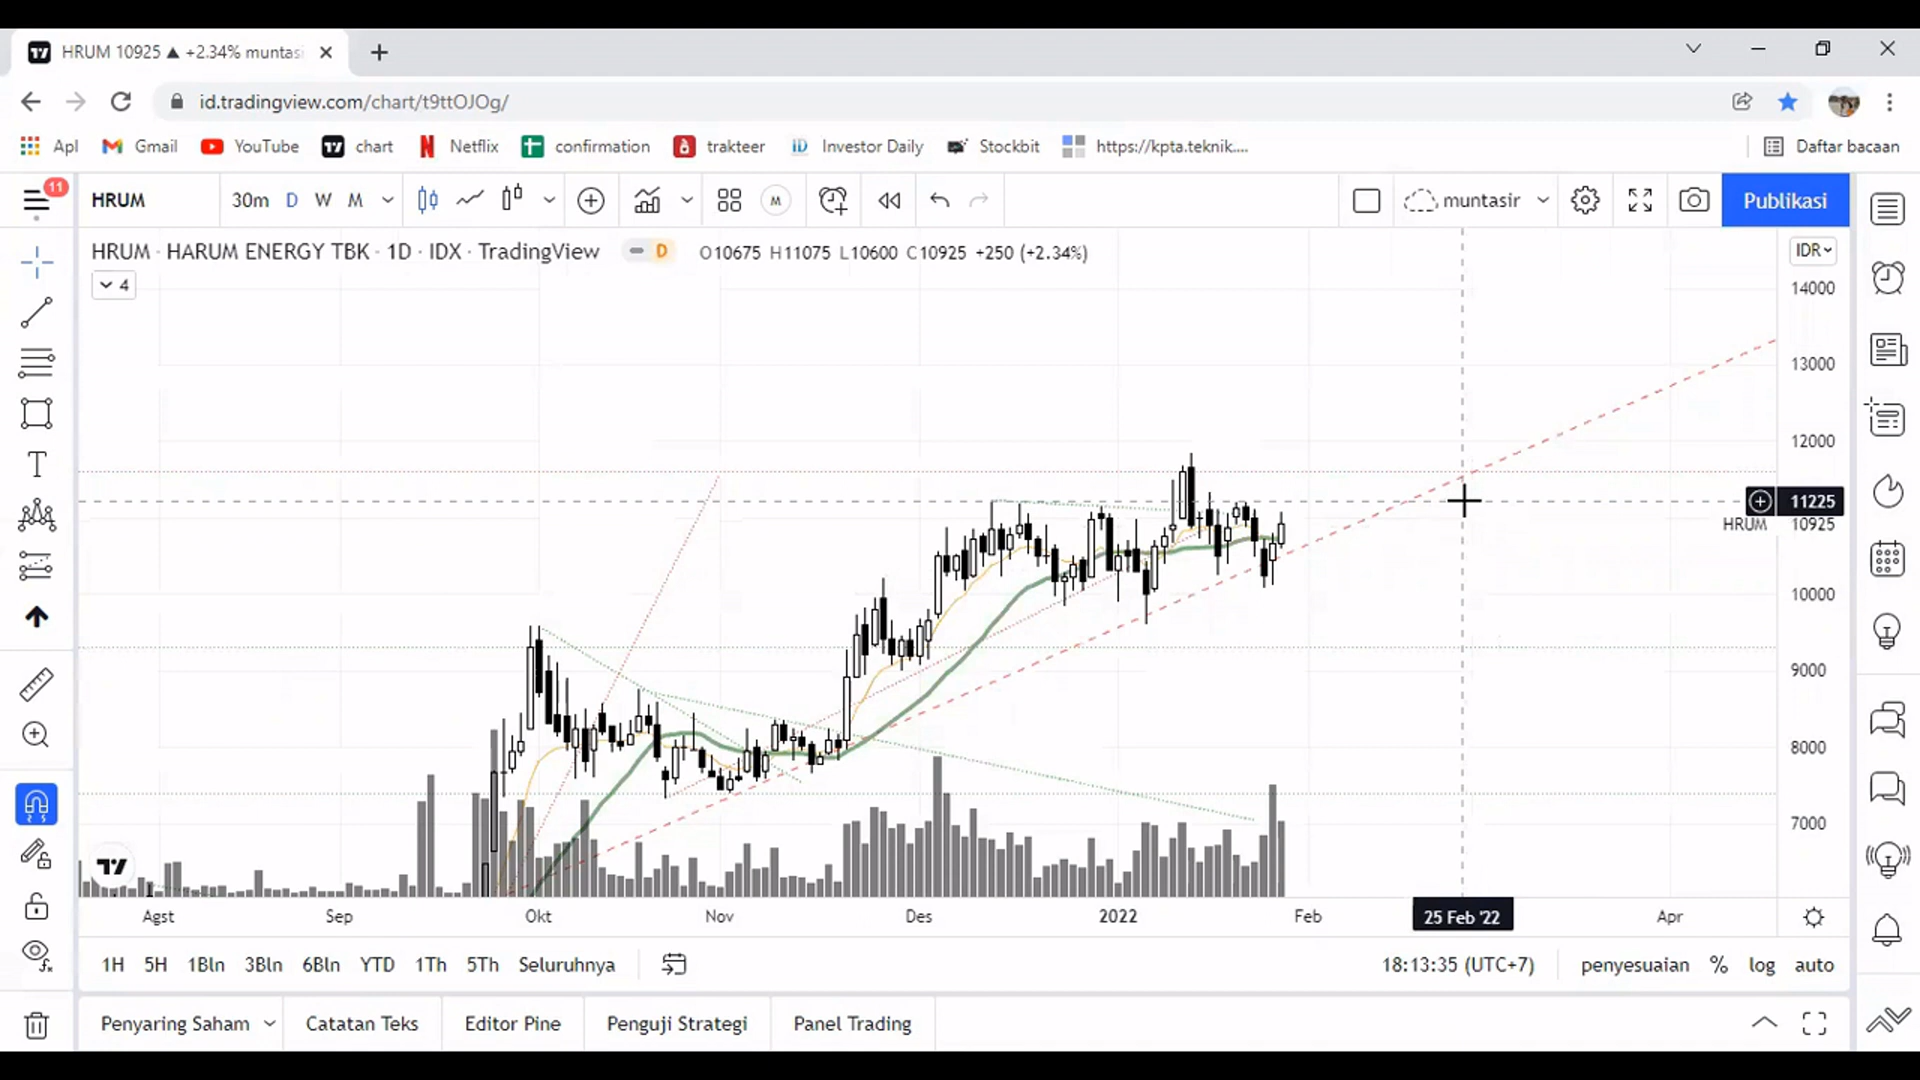 HRUM 10925 ▲ +2.34% muntas
id.tradingview.com/chart/t9ttOJOg/
Apl Gmail YouTube chart Netflix confirmation trakteer Investor Daily Stockbit https://kpta.teknik.... Daftar bacaan
11
HRUM 30m D W M M muntasir Publikasi
HRUM · HARUM ENERGY TBK · 1D · IDX · TradingView D O10675 H11075 L10600 C10925 +250 (+2.34%) IDR
4
14000
13000
12000
11225
HRUM 10925
10000
9000
8000
7000
Agst Sep Okt Nov Des 2022 Feb 25 Feb '22 Apr
1H 5H 1Bln 3Bln 6Bln YTD 1Th 5Th Seluruhnya 18:13:35 (UTC+7) penyesuaian % log auto
Penyaring Saham Catatan Teks Editor Pine Penguji Strategi Panel Trading